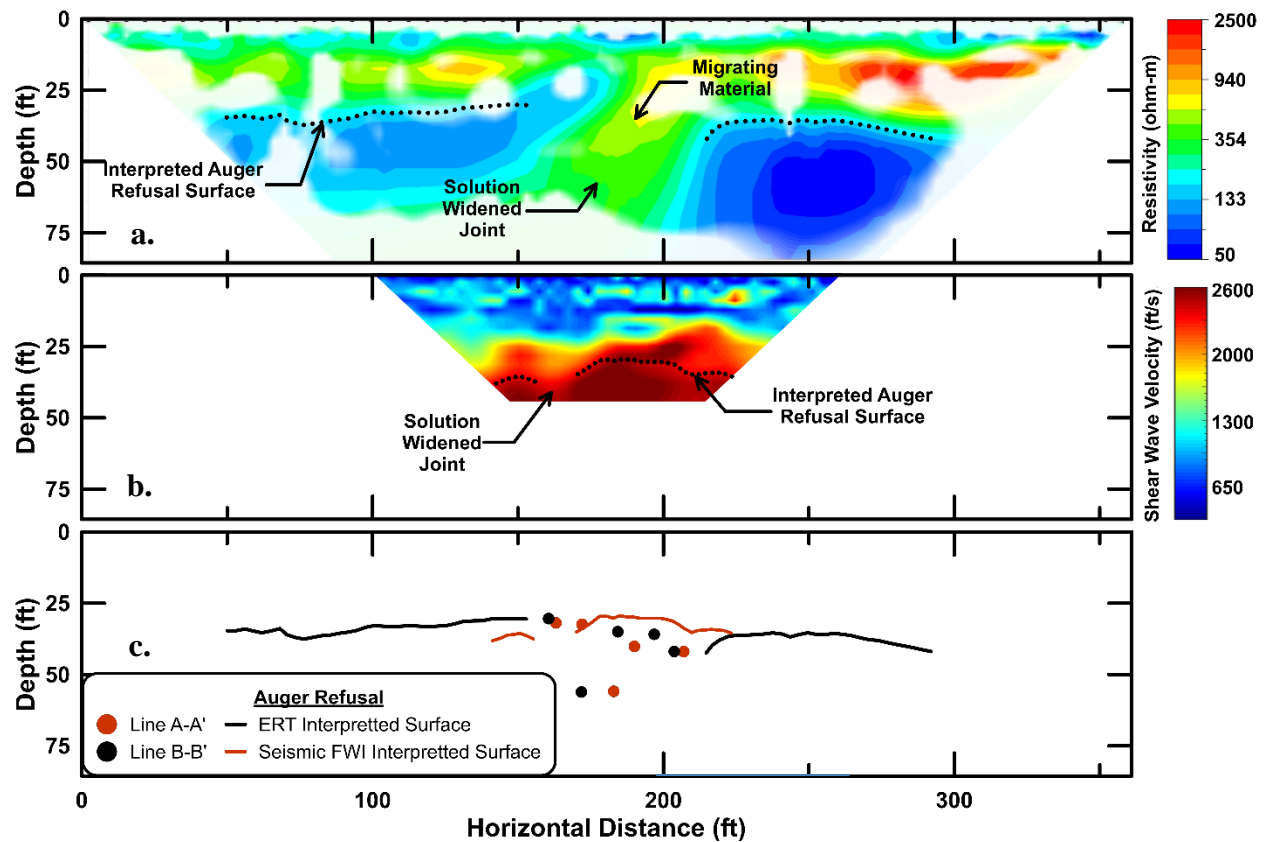 0
25
50
75
Depth (ft)
Migrating
Material
Interpreted Auger
Refusal Surface
Solution
Widened
Joint
a.
2500
940
354
133
50
Resistivity (ohm-m)
0
25
50
75
Depth (ft)
Solution
Widened
Joint
Interpreted Auger
Refusal Surface
b.
2600
2000
1300
650
Shear Wave Velocity (ft/s)
0
25
50
75
Depth (ft)
c.
Auger Refusal
Line A-A' ERT Interpretted Surface
Line B-B' Seismic FWI Interpretted Surface
0 100 200 300
Horizontal Distance (ft)